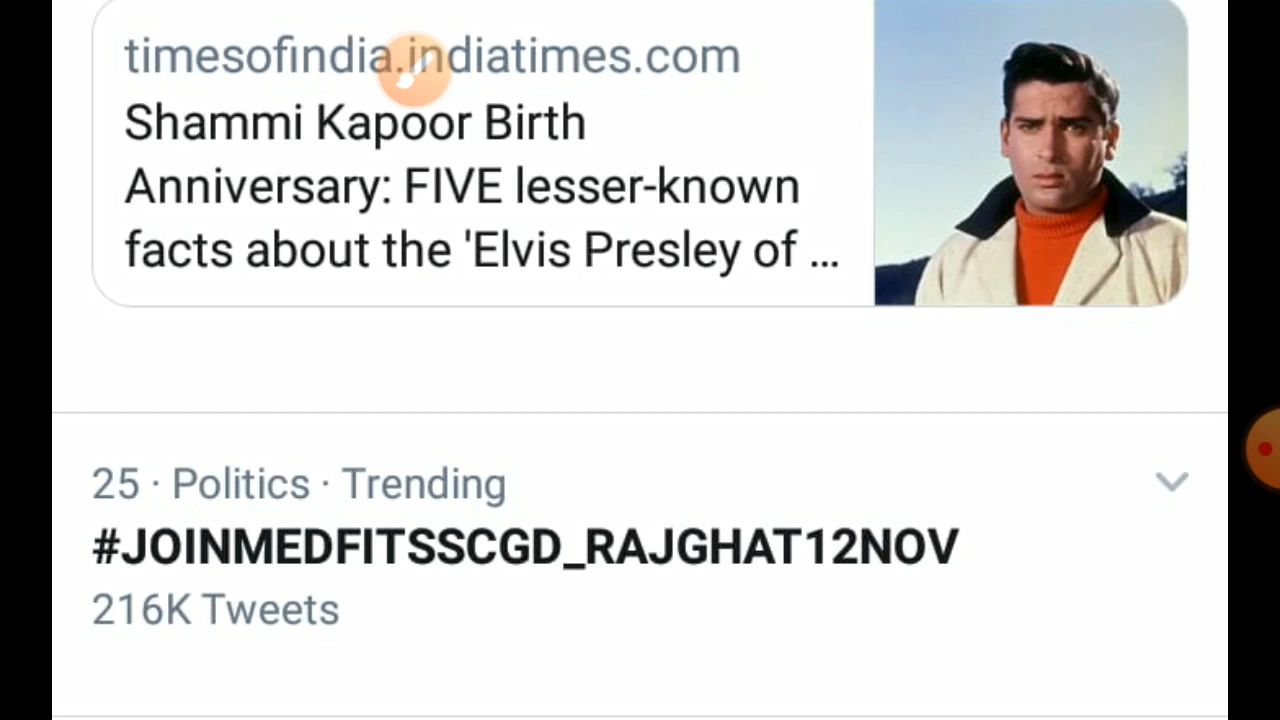 timesofindia.indiatimes.com
Shammi Kapoor Birth
Anniversary: FIVE lesser-known
facts about the 'Elvis Presley of ...
25 · Politics · Trending
#JOINMEDFITSSCGD_RAJGHAT12NOV
216K Tweets